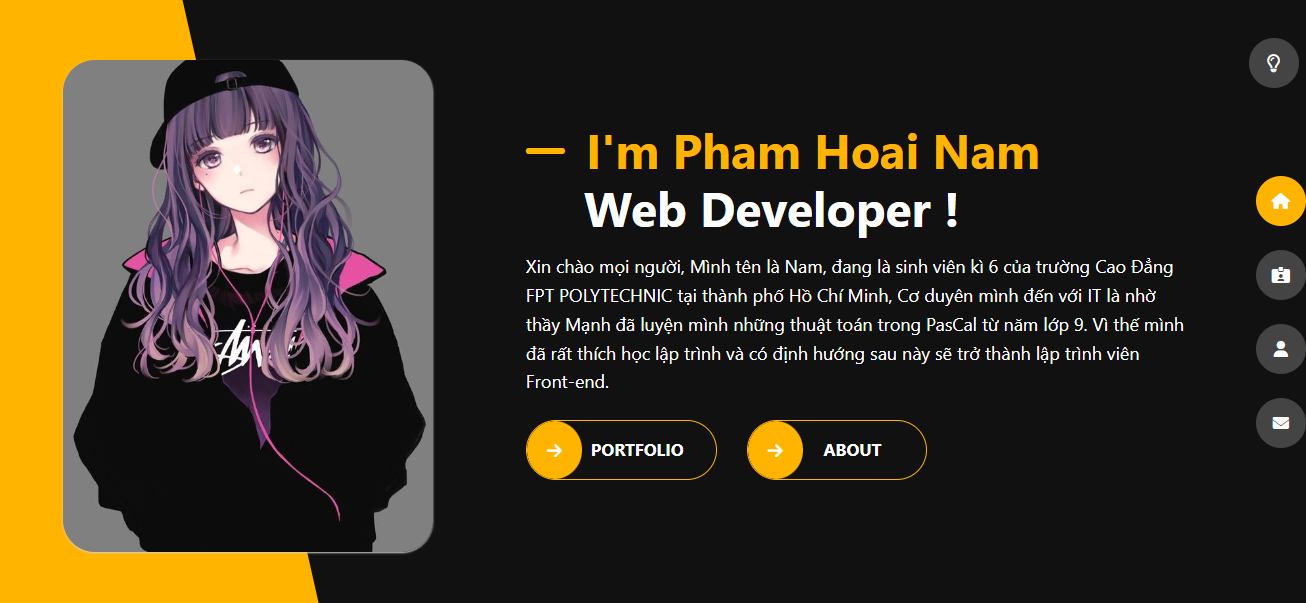 I'm Pham Hoai Nam
Web Developer !
Xin chào mọi người, Mình tên là Nam, đang là sinh viên kì 6 của trường Cao Đẳng
FPT POLYTECHNIC tại thành phố Hồ Chí Minh, Cơ duyên mình đến với IT là nhờ
thầy Mạnh đã luyện mình những thuật toán trong PasCal từ năm lớp 9. Vì thế mình
đã rất thích học lập trình và có định hướng sau này sẽ trở thành lập trình viên
Front-end.
PORTFOLIO
ABOUT